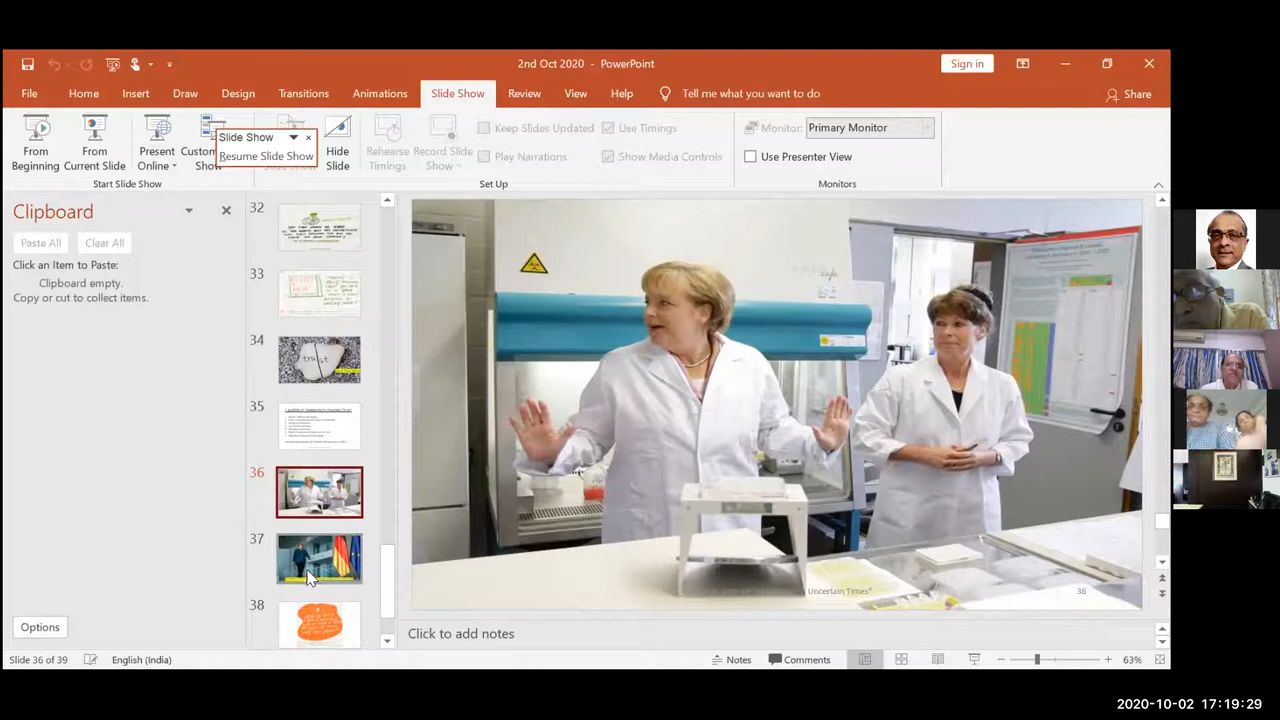 2nd Oct 2020 - PowerPoint
Sign in
File Home Insert Draw Design Transitions Animations Slide Show Review View Help Tell me what you want to do
Share
From Beginning
From Current Slide
Present Online
Custom
Show
Slide Show
Resume Slide Show
Hide Slide
Rehearse Timings
Record Slide Show
Keep Slides Updated
Play Narrations
Use Timings
Show Media Controls
Monitor: Primary Monitor
Use Presenter View
Start Slide Show
Set Up
Monitors
Clipboard
Paste All
Clear All
Click an Item to Paste:
Clipboard empty.
Copy or cut to collect items.
Options
32
33
34
trust
35
36
37
38
safe
Uncertain Times"
36
Click to add notes
Slide 36 of 39
English (India)
Notes
Comments
63%
2020-10-02 17:19:29